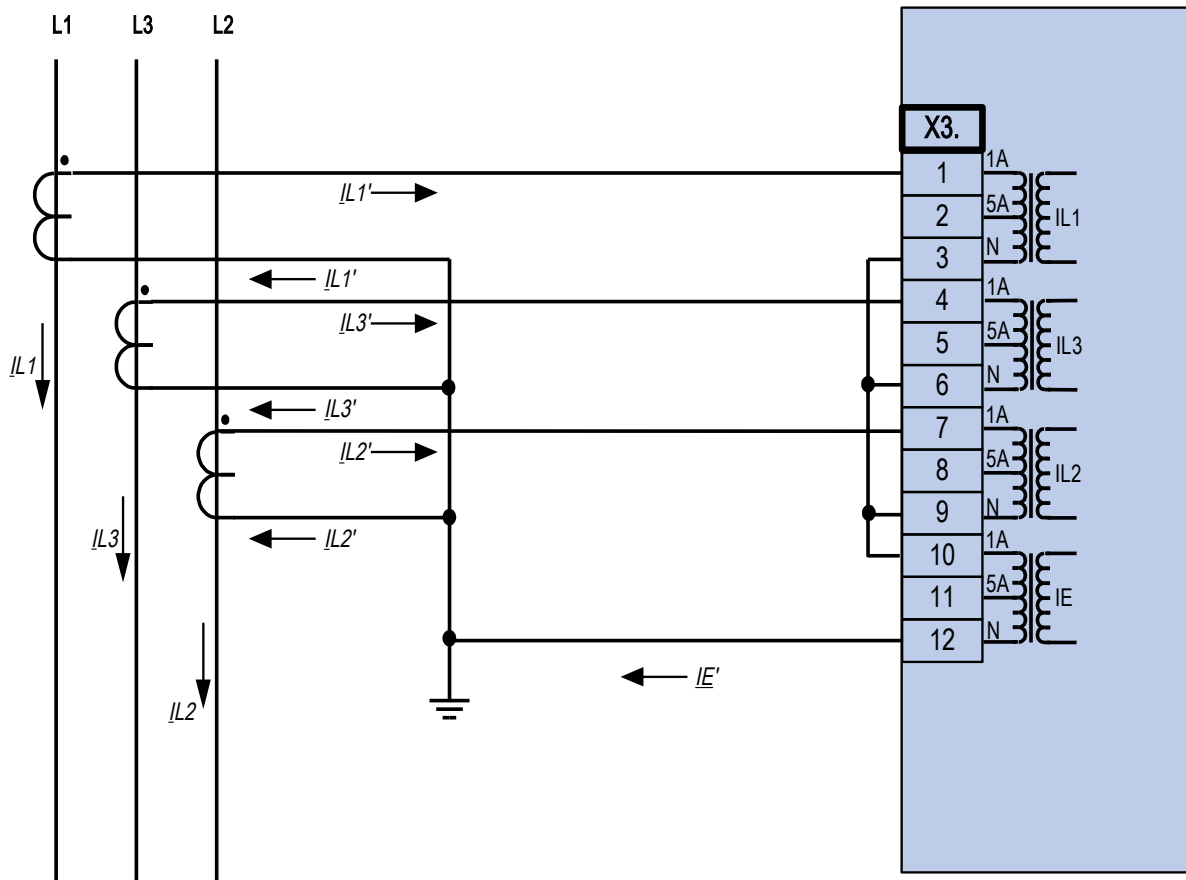 L1 L3 L2
X3.
1 1A
IL1'
2 5A IL1
3 N
IL1'
4 1A
IL3'
5 5A IL3
IL1
6 N
IL3'
7 1A
IL2'
8 5A IL2
9 N
IL3 IL2'
10 1A
11 5A IE
12 N
IE'
IL2